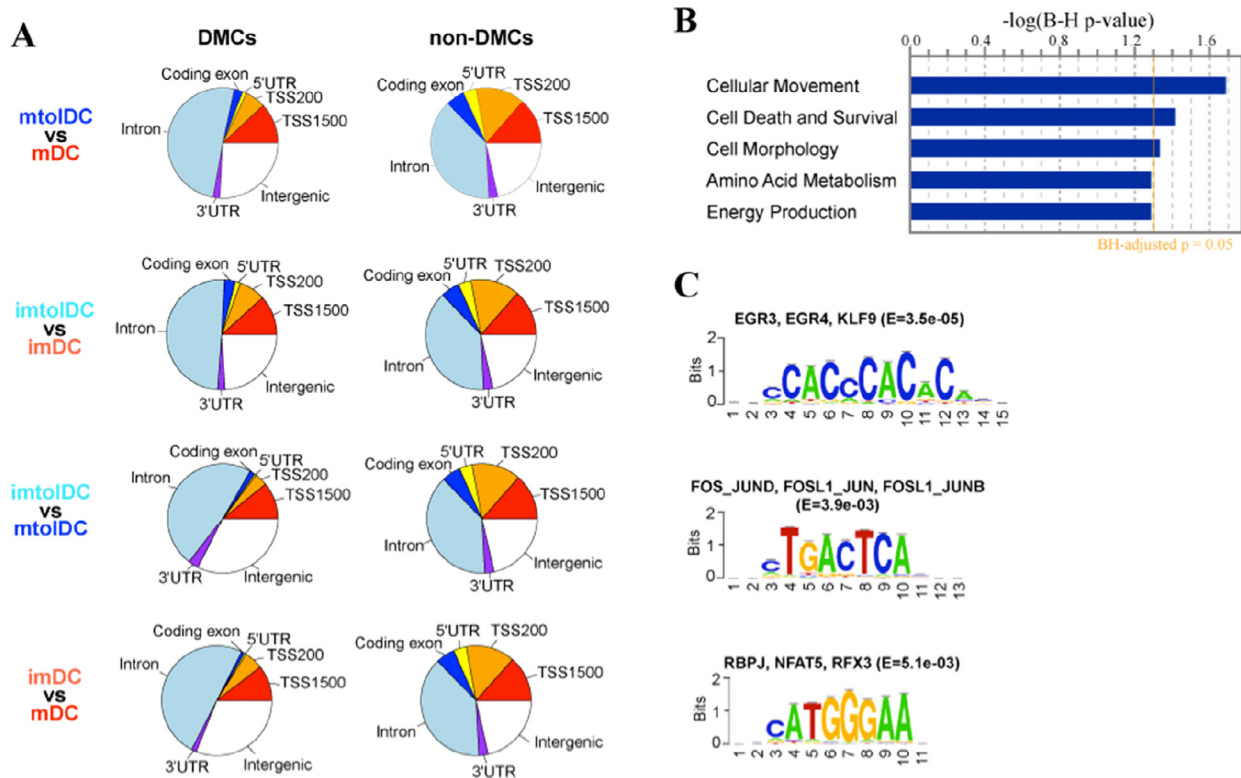 A
DMCs
non-DMCs
mtolDC
vs
mDC
Coding exon
5'UTR
TSS200
TSS1500
Intron
Intergenic
3'UTR
Coding exon
5'UTR
TSS200
TSS1500
Intron
Intergenic
3'UTR
imtolDC
vs
imDC
Coding exon
5'UTR
TSS200
TSS1500
Intron
Intergenic
3'UTR
Coding exon
5'UTR
TSS200
TSS1500
Intron
Intergenic
3'UTR
imtolDC
vs
mtolDC
Coding exon
5'UTR
TSS200
TSS1500
Intron
Intergenic
3'UTR
Coding exon
5'UTR
TSS200
TSS1500
Intron
Intergenic
3'UTR
imDC
vs
mDC
Coding exon
5'UTR
TSS200
TSS1500
Intron
Intergenic
3'UTR
Coding exon
5'UTR
TSS200
TSS1500
Intron
Intergenic
3'UTR
B
-log(B-H p-value)
0.0 0.4 0.8 1.2 1.6
Cellular Movement
Cell Death and Survival
Cell Morphology
Amino Acid Metabolism
Energy Production
BH-adjusted p = 0.05
C
EGR3, EGR4, KLF9 (E=3.5e-05)
Bits
2
1
0
CCACCCACACA
1 2 3 4 5 6 7 8 9 10 11 12 13 14 15
FOS_JUND, FOSL1_JUN, FOSL1_JUNB
(E=3.9e-03)
Bits
2
1
0
CTGACTCA
1 2 3 4 5 6 7 8 9 10 11 12 13
RBPJ, NFAT5, RFX3 (E=5.1e-03)
Bits
2
1
0
CATGGGAA
1 2 3 4 5 6 7 8 9 10 11